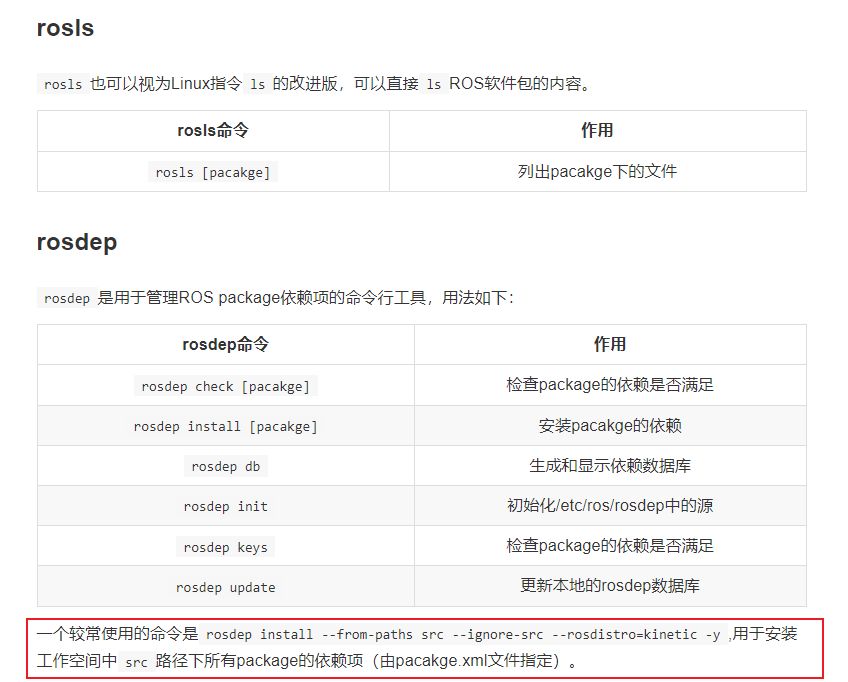 rosls
rosls 也可以视为Linux指令 ls 的改进版，可以直接 ls ROS软件包的内容。
rosls命令 作用
rosls [pacakge] 列出pacakge下的文件
rosdep
rosdep 是用于管理ROS package依赖项的命令行工具，用法如下：
rosdep命令 作用
rosdep check [pacakge] 检查package的依赖是否满足
rosdep install [pacakge] 安装pacakge的依赖
rosdep db 生成和显示依赖数据库
rosdep init 初始化/etc/ros/rosdep中的源
rosdep keys 检查package的依赖是否满足
rosdep update 更新本地的rosdep数据库
一个较常使用的命令是 rosdep install --from-paths src --ignore-src --rosdistro=kinetic -y ,用于安装
工作空间中 src 路径下所有package的依赖项（由pacakge.xml文件指定）。